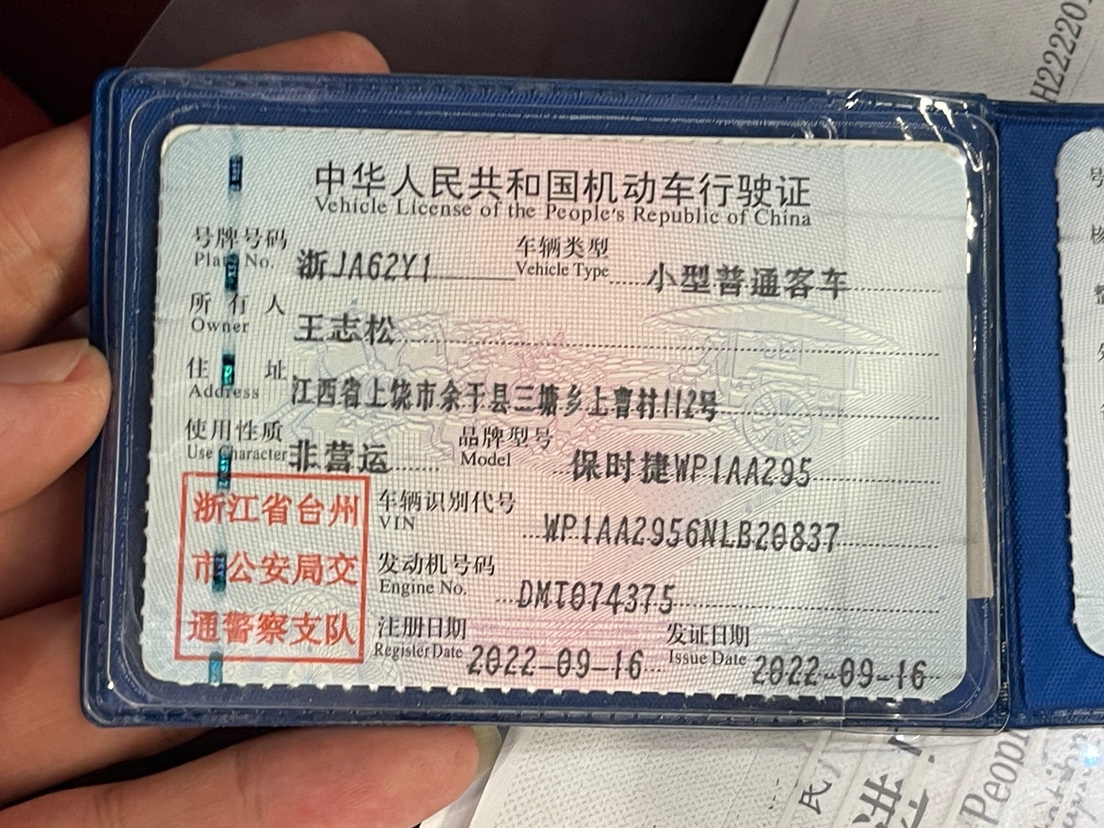 中华人民共和国机动车行驶证
Vehicle License of the People's Republic of China
号牌号码 浙JA62Y1 车辆类型 小型普通客车
Plate No. Vehicle Type
所有人 王志松
Owner
住址 江西省上饶市余干县三塘乡上曹村112号
Address
使用性质 非营运 品牌型号 保时捷WP1AA295
Use Character Model
浙江省台州
市公安局交
通警察支队
车辆识别代号 WP1AA2956NLB20837
VIN
发动机号码 DMT074375
Engine No.
注册日期 2022-09-16 发证日期 2022-09-16
Register Date Issue Date
H22220
号
核
整
民
进
People